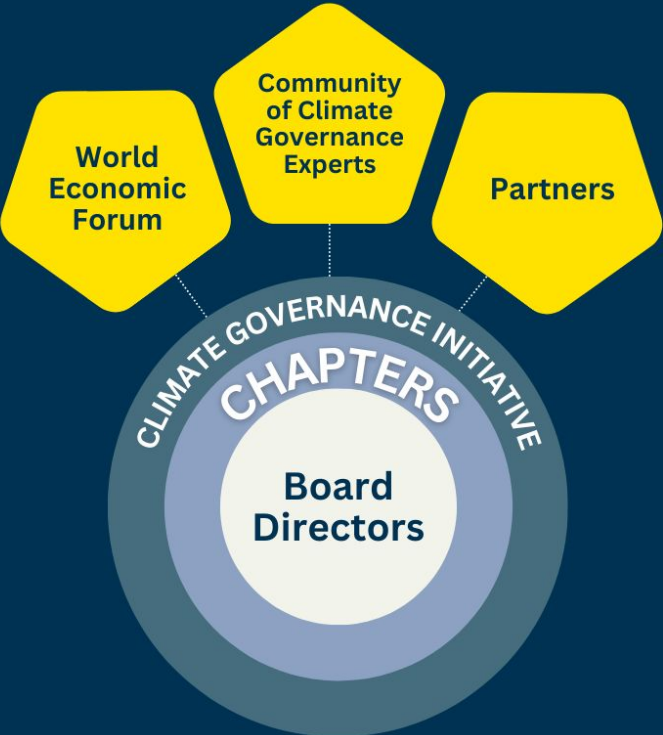 World
Economic
Forum
Community
of Climate
Governance
Experts
Partners
CLIMATE GOVERNANCE INITIATIVE
CHAPTERS
Board
Directors